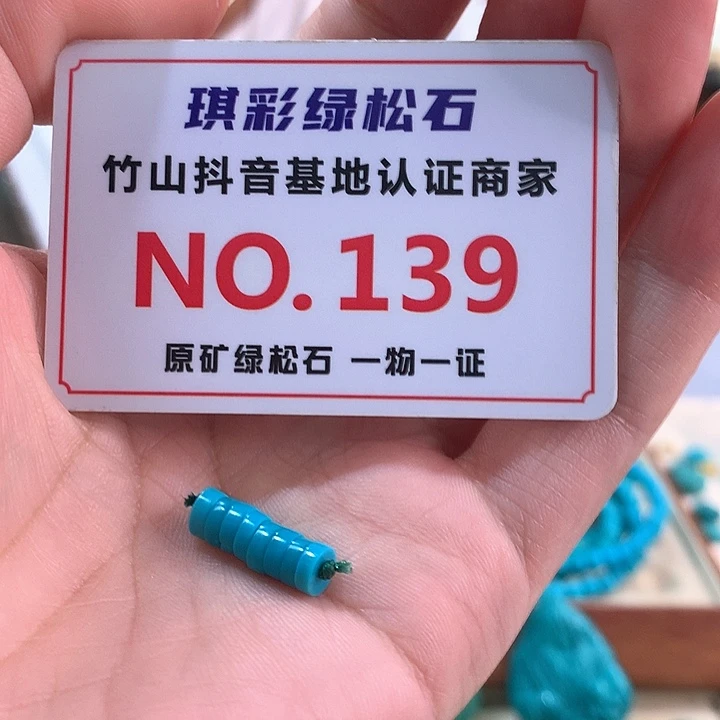 琪彩绿松石
竹山抖音基地认证商家
NO.139
原矿绿松石 一物一证